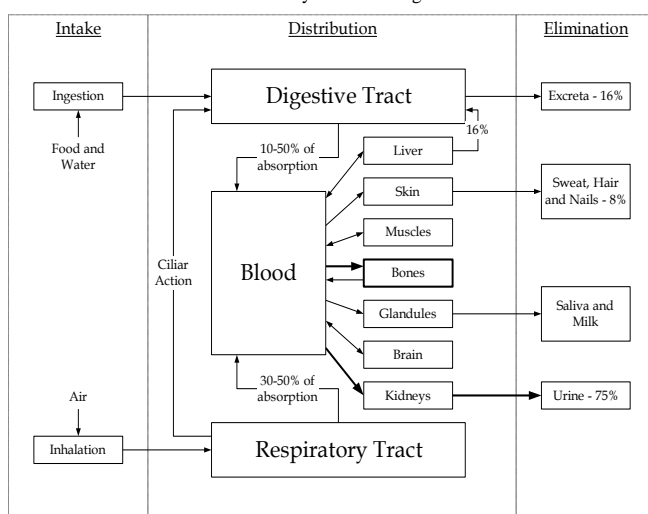 Intake
Distribution
Elimination
Ingestion
Food and
Water
Digestive Tract
Excreta - 16%
16%
10-50% of
absorption
Liver
Skin
Sweat, Hair
and Nails - 8%
Muscles
Ciliar
Action
Blood
Bones
Glandules
Saliva and
Milk
Brain
30-50% of
absorption
Kidneys
Urine - 75%
Air
Inhalation
Respiratory Tract